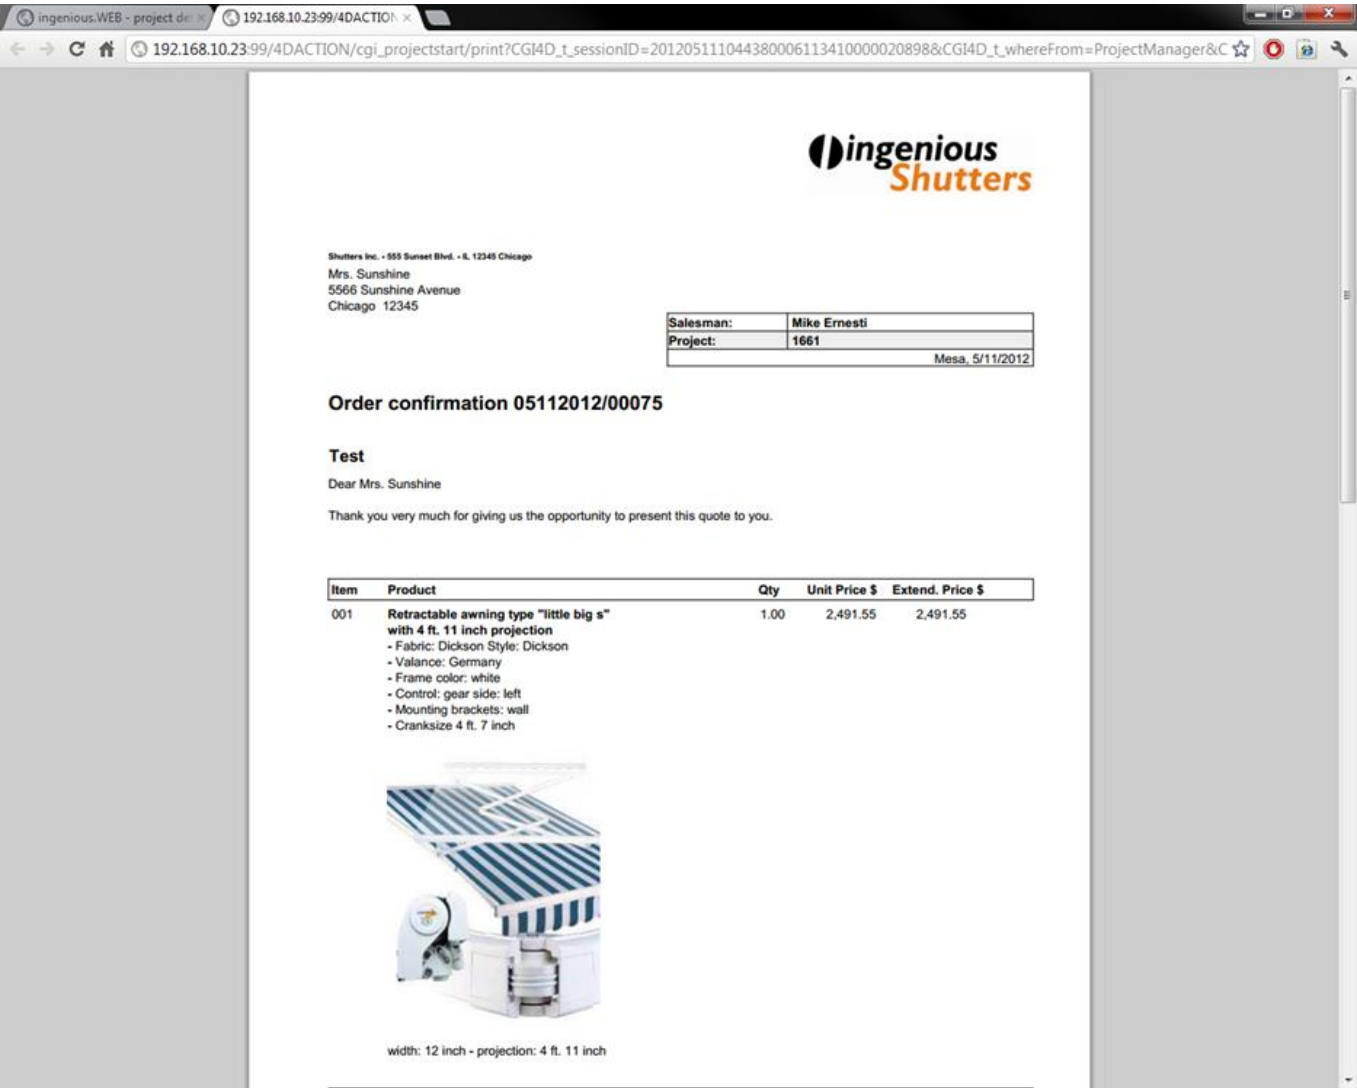 ingenious.WEB - project de
192.168.10.23:99/4DACTION
192.168.10.23:99/4DACTION/cgi_projectstart/print?CGI4D_t_sessionID=201205111044380006113410000020898&CGI4D_t_whereFrom=ProjectManager&C
ingenious
Shutters
Shutters Inc. - 555 Sunset Blvd. - IL 12345 Chicago
Mrs. Sunshine
5566 Sunshine Avenue
Chicago 12345
Salesman: Mike Ernesti
Project: 1661
Mesa, 5/11/2012
Order confirmation 05112012/00075
Test
Dear Mrs. Sunshine
Thank you very much for giving us the opportunity to present this quote to you.
Item Product Qty Unit Price $ Extend. Price $
001 Retractable awning type "little big s" 1.00 2,491.55 2,491.55
with 4 ft. 11 inch projection
- Fabric: Dickson Style: Dickson
- Valance: Germany
- Frame color: white
- Control: gear side: left
- Mounting brackets: wall
- Cranksize 4 ft. 7 inch
width: 12 inch - projection: 4 ft. 11 inch